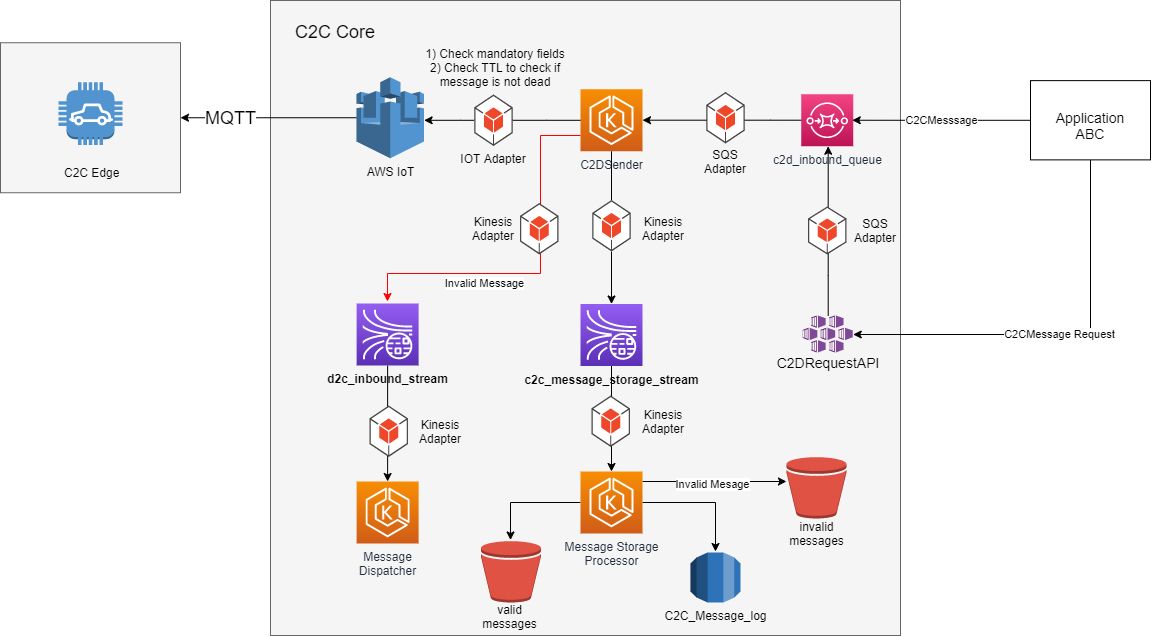 C2C Core
1) Check mandatory fields
2) Check TTL to check if
message is not dead
MQTT
C2C Edge
AWS IoT
IOT Adapter
C2DSender
SQS
Adapter
c2d_inbound_queue
C2CMesssage
Application
ABC
Kinesis
Adapter
Kinesis
Adapter
SQS
Adapter
Invalid Message
C2CMessage Request
C2DRequestAPI
d2c_inbound_stream
c2c_message_storage_stream
Kinesis
Adapter
Kinesis
Adapter
K
K
K
Invalid Mesage
Message
Dispatcher
Message Storage
Processor
invalid
messages
valid
messages
C2C_Message_log